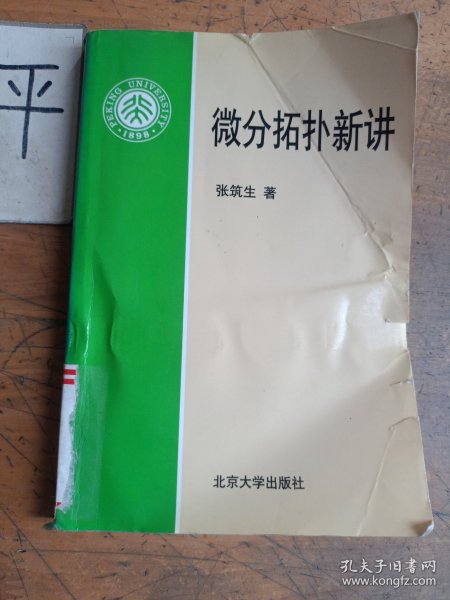 平
PEKING UNIVERSITY
·1898·
微分拓扑新讲
张筑生 著
北京大学出版社
孔夫子旧书网
www.kongfz.com